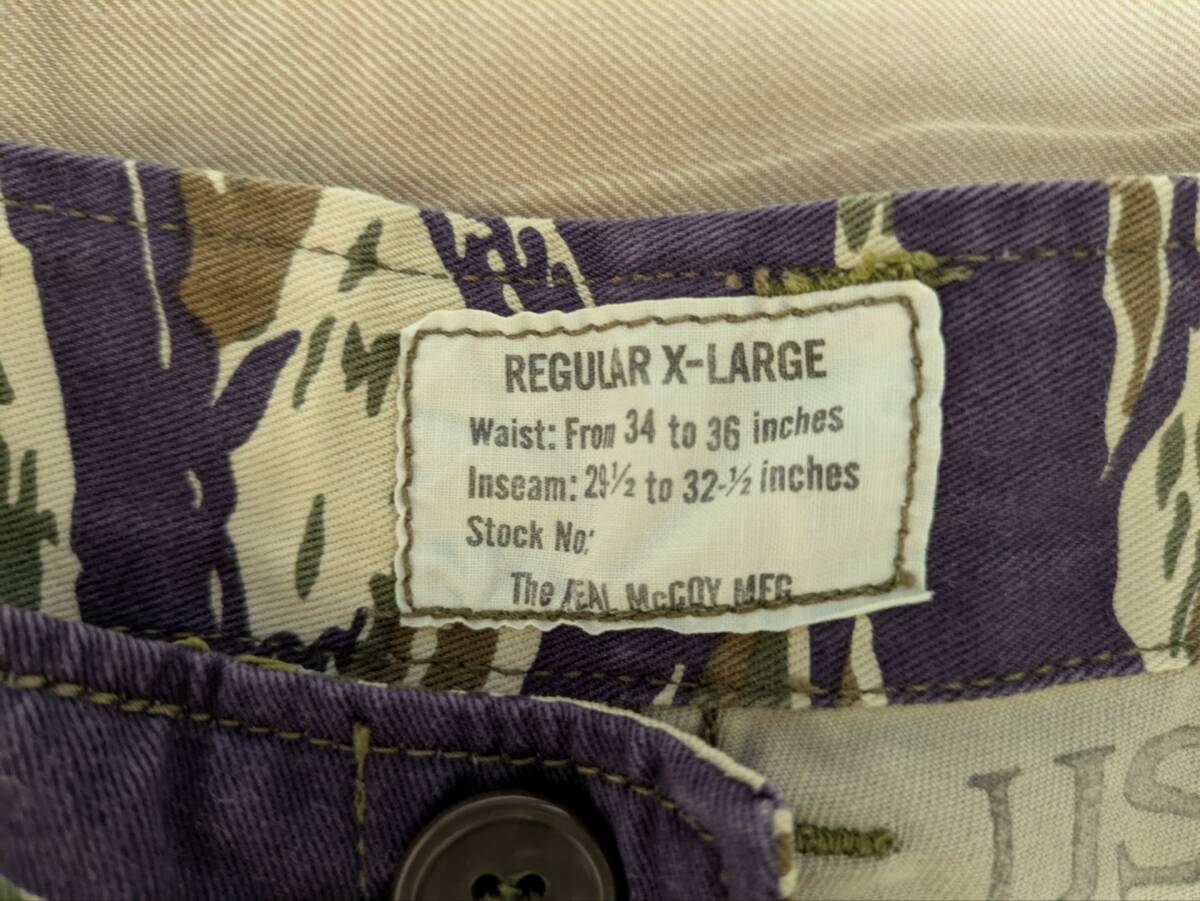 REGULAR X-LARGE
Waist: From 34 to 36 inches
Inseam: 29½ to 32-½ inches
Stock No:
The REAL McCOY MFG
US